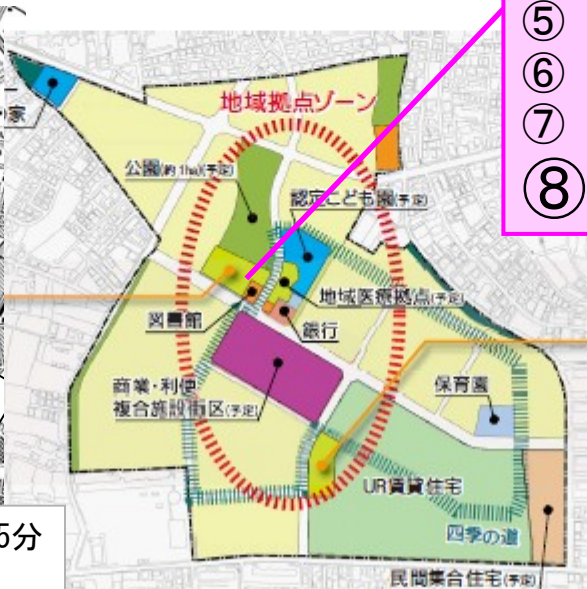 ⑤
⑥
⑦
⑧
家
地域拠点ゾーン
公園(約1ha)(予定)
認定こども園(予定)
地域医療拠点(予定)
図書館
銀行
商業・利便
複合施設街区(予定)
保育園
UR賃貸住宅
四季の道
5分
民間集合住宅(予定)